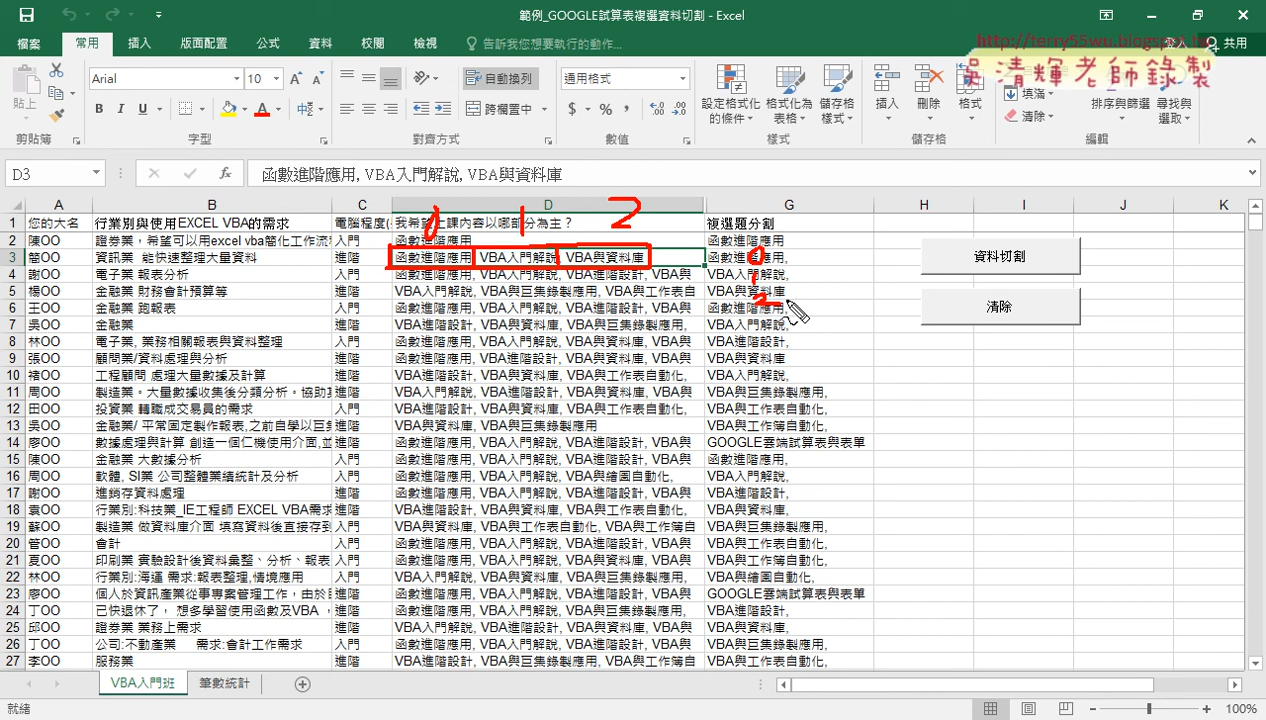 範例_GOOGLE試算表複選資料切割 - Excel
http://terry55wu.blogspot.tw
吳清輝老師錄製
檔案 常用 插入 版面配置 公式 資料 校閱 檢視 告訴我您想要執行的動作... 登入 共用
貼上 Arial 10 自動換列 跨欄置中 通用格式 設定格式化的條件 格式化為表格 儲存格樣式 插入 刪除 格式 填滿 清除 排序與篩選 尋找與選取
剪貼簿 字型 對齊方式 數值 樣式 儲存格 編輯
D3 函數進階應用, VBA入門解說, VBA與資料庫
A B C D G H I J K
1 您的大名 行業別與使用EXCEL VBA的需求 電腦程度( 我希望上課內容以哪部分為主？ 複選題分割
0 1 2
2 陳OO 證券業，希望可以用excel vba簡化工作流 入門 函數進階應用 函數進階應用
3 簡OO 資訊業 能快速整理大量資料 進階 函數進階應用, VBA入門解說, VBA與資料庫 函數進階應用,
資料切割
0
4 謝OO 電子業 報表分析 進階 函數進階應用, VBA入門解說, VBA進階設計, VBA與 VBA入門解說,
1
5 楊OO 金融業 財務會計預算等 進階 VBA入門解說, VBA與巨集錄製應用, VBA與工作表自 VBA與資料庫
2
6 王OO 金融業 跑報表 入門 函數進階應用, VBA入門解說, VBA進階設計, VBA與 函數進階應用,
清除
7 吳OO 金融業 進階 VBA進階設計, VBA與資料庫, VBA與巨集錄製應用, VBA入門解說,
8 林OO 電子業, 業務相關報表與資料整理 入門 函數進階應用, VBA進階設計, VBA與資料庫, VBA與 VBA進階設計,
9 張OO 顧問業/資料處理與分析 進階 函數進階應用, VBA入門解說, VBA進階設計, VBA與 VBA與資料庫
10 褚OO 工程顧問 處理大量數據及計算 進階 函數進階應用, VBA進階設計, VBA與工作表自動化, VBA入門解說,
11 周OO 製造業。大量數據收集後分類分析。協助 進階 VBA入門解說, VBA進階設計, VBA與資料庫, VBA與 VBA與巨集錄製應用,
12 田OO 投資業 轉職成交易員的需求 入門 函數進階應用, VBA進階設計, VBA與工作表自動化, VBA與工作表自動化,
13 吳OO 金融業/ 平常固定製作報表,之前自學以巨 進階 VBA與資料庫, VBA與巨集錄製應用 VBA與工作簿自動化,
14 廖OO 數據處理與計算 創造一個仁機使用介面,並 進階 函數進階應用, VBA入門解說, VBA進階設計, VBA與 GOOGLE雲端試算表與表單
15 陳OO 金融業 大數據分析 入門 函數進階應用, VBA入門解說, VBA進階設計, VBA與 函數進階應用,
16 周OO 軟體, SI業 公司整體業績統計及分析 入門 函數進階應用, VBA入門解說, VBA與繪圖自動化, VBA入門解說,
17 謝OO 進銷存資料處理 進階 函數進階應用, VBA入門解說, VBA進階設計, VBA與 VBA進階設計,
18 袁OO 行業別:科技業_IE工程師 EXCEL VBA需求 入門 函數進階應用, VBA入門解說, VBA進階設計, VBA與 VBA與資料庫,
19 蘇OO 製造業 做資料庫介面 填寫資料後直接存到 入門 VBA與資料庫, VBA與工作表自動化, VBA與工作簿自 VBA與巨集錄製應用,
20 管OO 會計 入門 函數進階應用, VBA入門解說, VBA進階設計, VBA與 VBA與工作表自動化,
21 夏OO 印刷業 實驗設計後資料彙整、分析、報表 進階 函數進階應用, VBA入門解說, VBA進階設計, VBA與 VBA與工作簿自動化,
22 林OO 行業別:海運 需求:報表整理,情境應用 入門 VBA入門解說, VBA與資料庫, VBA與巨集錄製應用, VBA與繪圖自動化,
23 廖OO 個人於資訊產業從事專案管理工作，由於 進階 函數進階應用, VBA入門解說, VBA進階設計, VBA與 GOOGLE雲端試算表與表單
24 丁OO 已快退休了， 想多學習使用函數及VBA ， 進階 函數進階應用, VBA入門解說, VBA進階設計, VBA與 VBA進階設計,
25 邱OO 證券業 業務上需求 進階 VBA入門解說, VBA進階設計, VBA與資料庫, VBA與 VBA與資料庫,
26 丁OO 公司:不動產業 需求:會計工作需求 入門 函數進階應用, VBA入門解說, VBA進階設計, VBA與 VBA與巨集錄製應用,
27 李OO 服務業 進階 VBA進階設計, VBA與資料庫, VBA與巨集錄製應用, VBA與工作簿 VBA與工作表自動化,
VBA入門班 筆數統計
就緒 100%